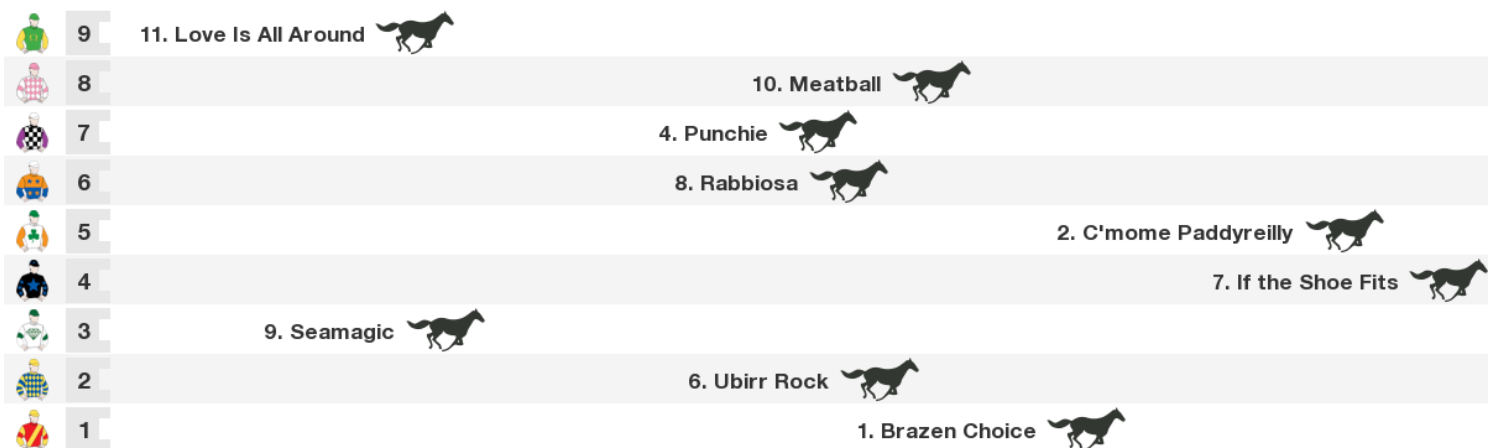 9 11. Love Is All Around
8 10. Meatball
7 4. Punchie
6 8. Rabbiosa
5 2. C'mome Paddyreilly
4 7. If the Shoe Fits
3 9. Seamagic
2 6. Ubirr Rock
1 1. Brazen Choice